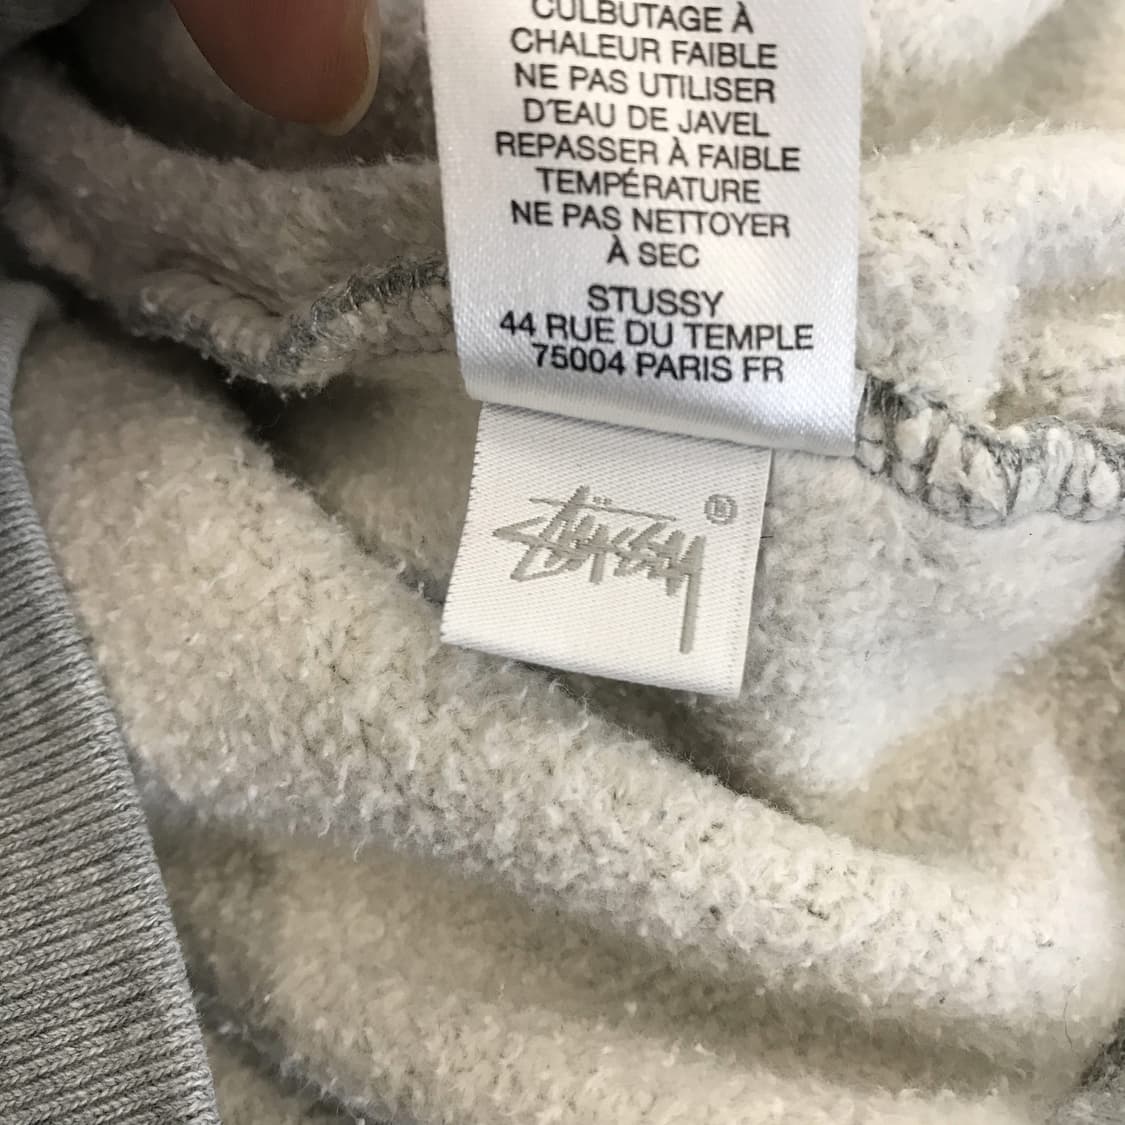 CULBUTAGE À
CHALEUR FAIBLE
NE PAS UTILISER
D'EAU DE JAVEL
REPASSER À FAIBLE
TEMPÉRATURE
NE PAS NETTOYER
À SEC
STUSSY
44 RUE DU TEMPLE
75004 PARIS FR
Stüssy ®